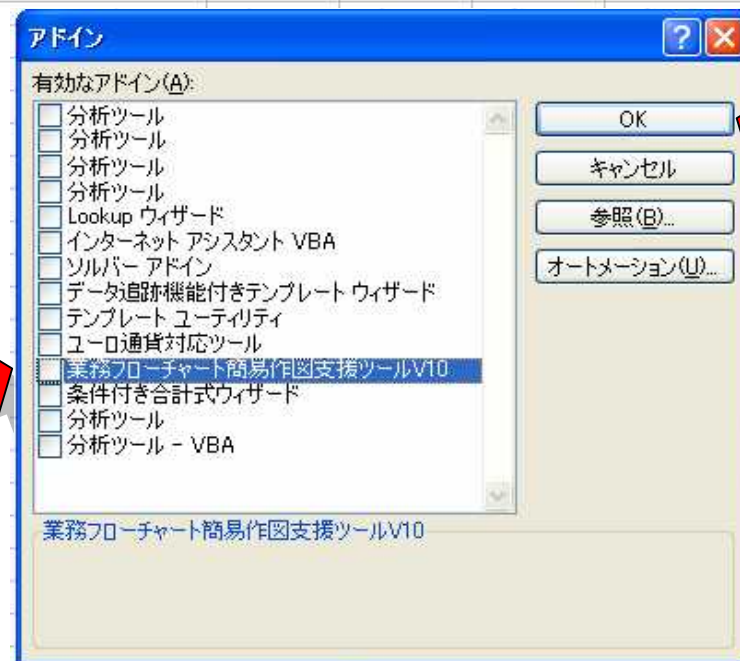 アドイン
有効なアドイン(A):
分析ツール
分析ツール
分析ツール
分析ツール
Lookup ウィザード
インターネット アシスタント VBA
ソルバー アドイン
データ追跡機能付きテンプレート ウィザード
テンプレート ユーティリティ
ユーロ通貨対応ツール
業務フローチャート簡易作図支援ツールV10
条件付き合計式ウィザード
分析ツール
分析ツール - VBA
OK
キャンセル
参照(B)...
オートメーション(U)...
業務フローチャート簡易作図支援ツールV10